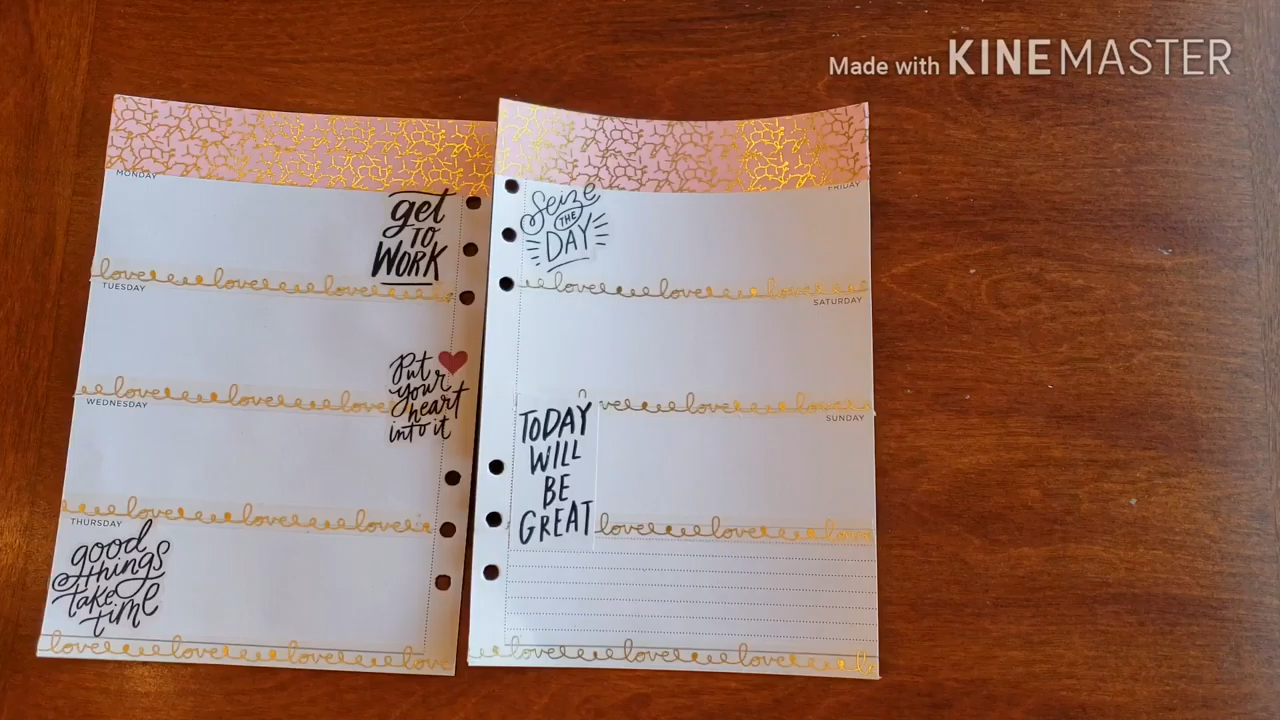 Made with KINEMASTER
MONDAY
get
TO
WORK
love love love
TUESDAY
Put
your
heart
into it
love love love
WEDNESDAY
love love love
THURSDAY
good
things
take
time
love love love love
FRIDAY
Seize
THE
DAY
love love love
SATURDAY
love love
SUNDAY
TODAY
WILL
BE
GREAT
love love love
love love love lo